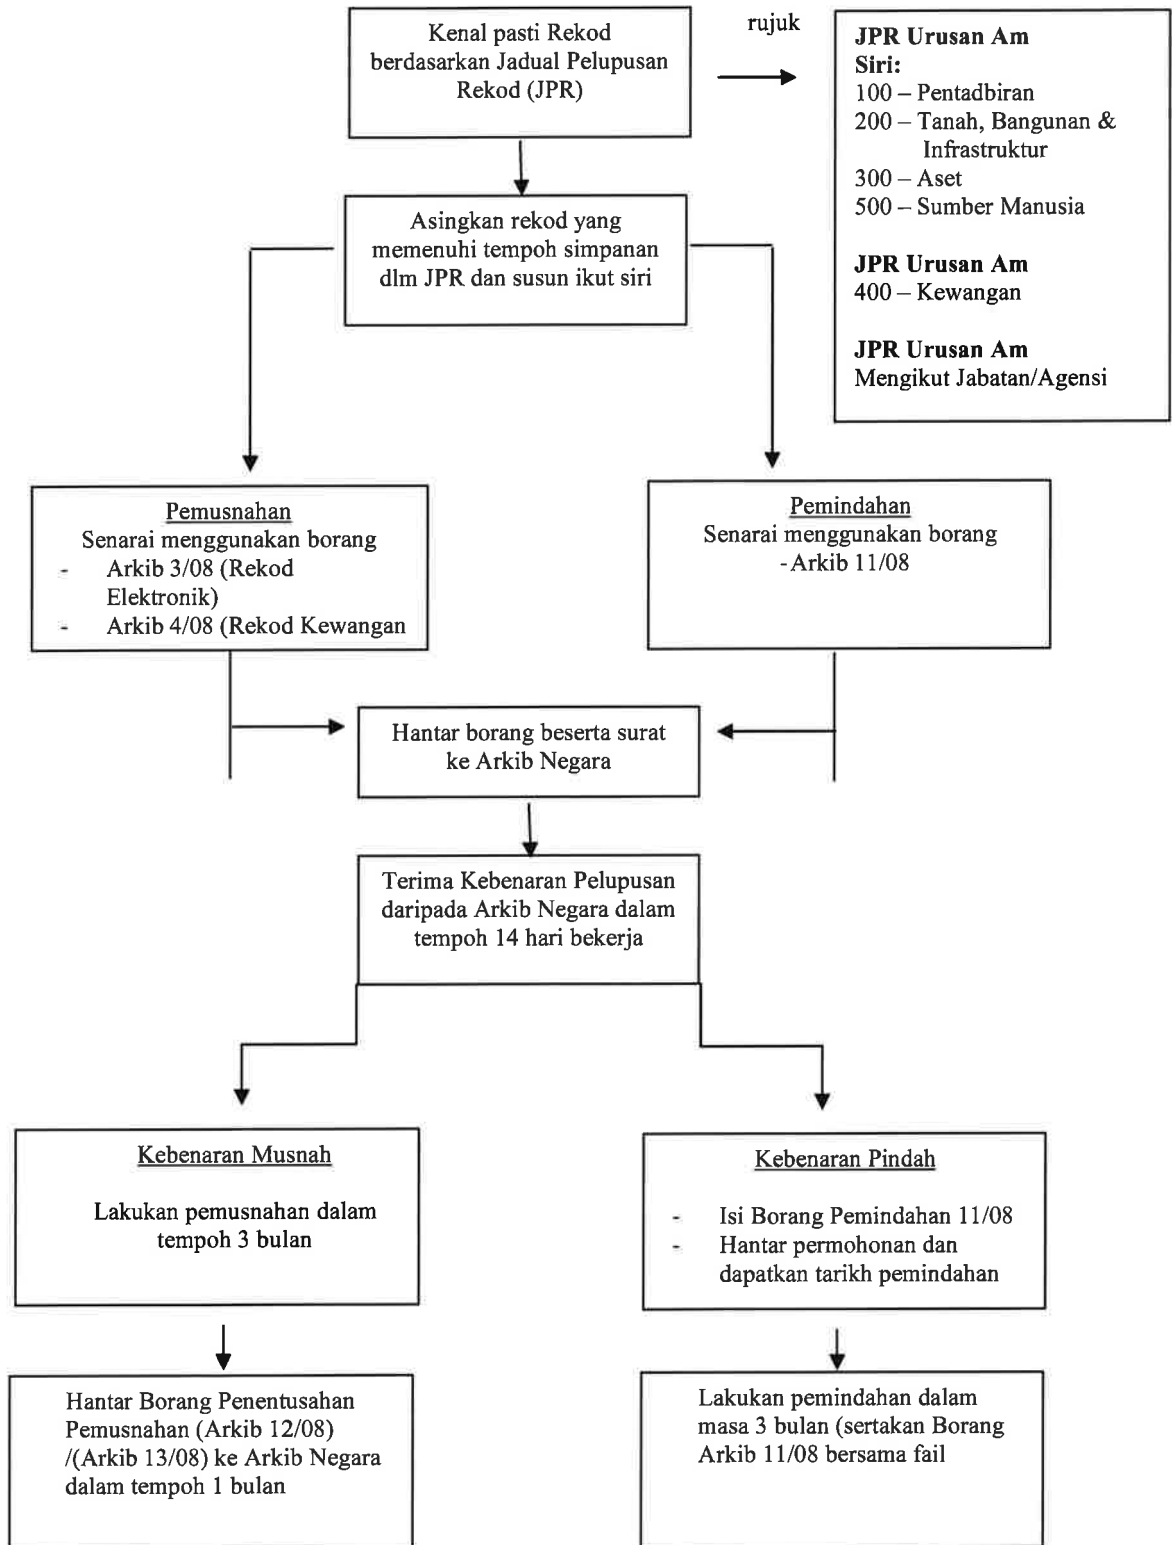 Kenal pasti Rekod
berdasarkan Jadual Pelupusan
Rekod (JPR)
rujuk
JPR Urusan Am
Siri:
100 – Pentadbiran
200 – Tanah, Bangunan &
Infrastruktur
300 – Aset
500 – Sumber Manusia
JPR Urusan Am
400 – Kewangan
JPR Urusan Am
Mengikut Jabatan/Agensi
Asingkan rekod yang
memenuhi tempoh simpanan
dlm JPR dan susun ikut siri
Pemusnahan
Senarai menggunakan borang
- Arkib 3/08 (Rekod
Elektronik)
- Arkib 4/08 (Rekod Kewangan
Pemindahan
Senarai menggunakan borang
- Arkib 11/08
Hantar borang beserta surat
ke Arkib Negara
Terima Kebenaran Pelupusan
daripada Arkib Negara dalam
tempoh 14 hari bekerja
Kebenaran Musnah
Lakukan pemusnahan dalam
tempoh 3 bulan
Kebenaran Pindah
- Isi Borang Pemindahan 11/08
- Hantar permohonan dan
dapatkan tarikh pemindahan
Hantar Borang Penentusahan
Pemusnahan (Arkib 12/08)
/(Arkib 13/08) ke Arkib Negara
dalam tempoh 1 bulan
Lakukan pemindahan dalam
masa 3 bulan (sertakan Borang
Arkib 11/08 bersama fail